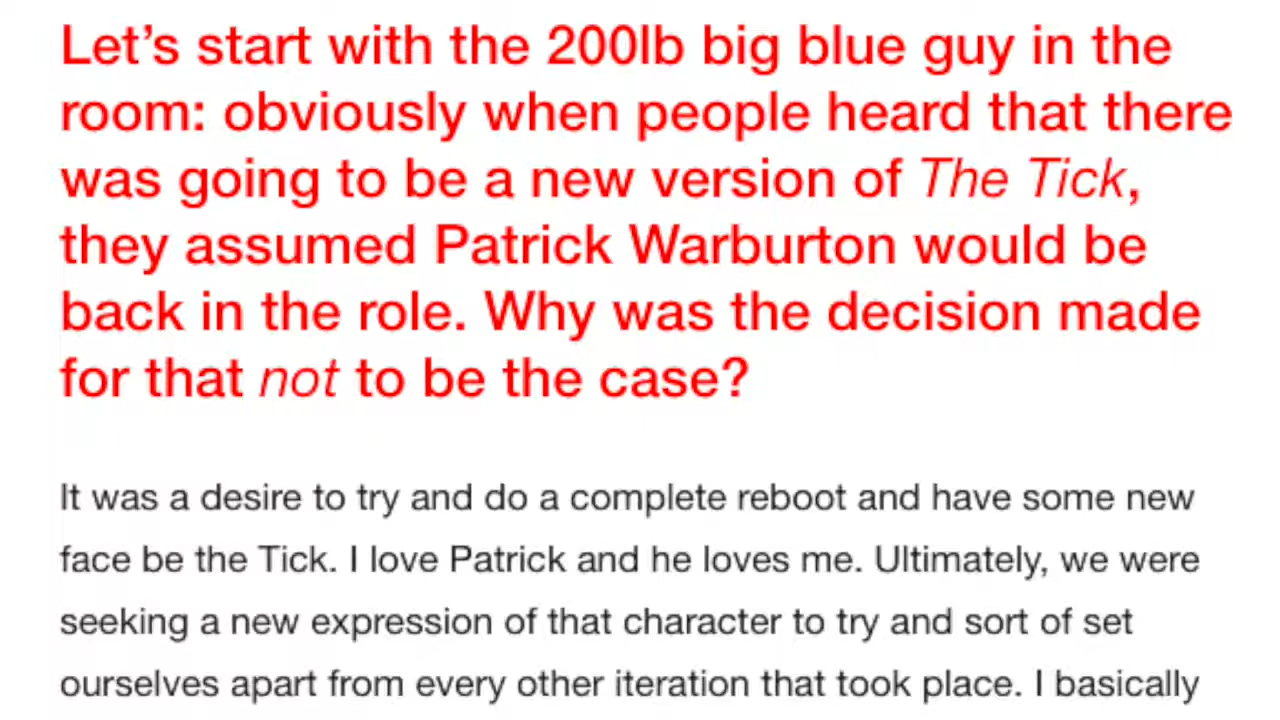 Let’s start with the 200lb big blue guy in the
room: obviously when people heard that there
was going to be a new version of The Tick,
they assumed Patrick Warburton would be
back in the role. Why was the decision made
for that not to be the case?
It was a desire to try and do a complete reboot and have some new
face be the Tick. I love Patrick and he loves me. Ultimately, we were
seeking a new expression of that character to try and sort of set
ourselves apart from every other iteration that took place. I basically